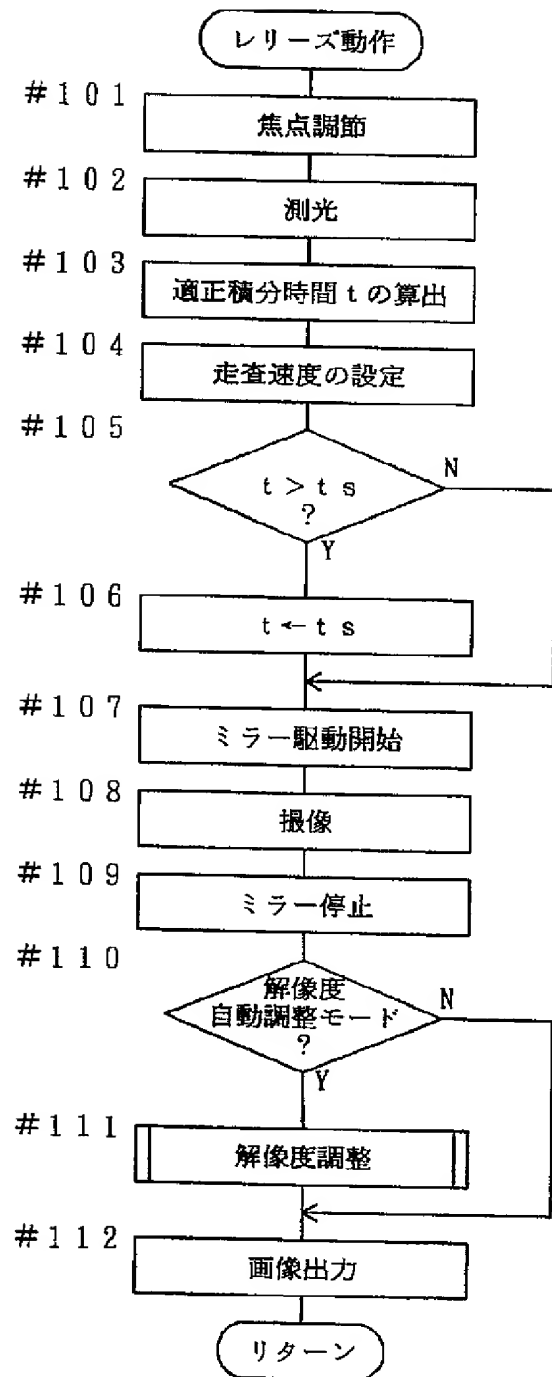 レリーズ動作
#101
焦点調節
#102
測光
#103
適正積分時間tの算出
#104
走査速度の設定
#105
t>ts
?
N
Y
#106
t←ts
#107
ミラー駆動開始
#108
撮像
#109
ミラー停止
#110
解像度
自動調整モード
?
N
Y
#111
解像度調整
#112
画像出力
リターン